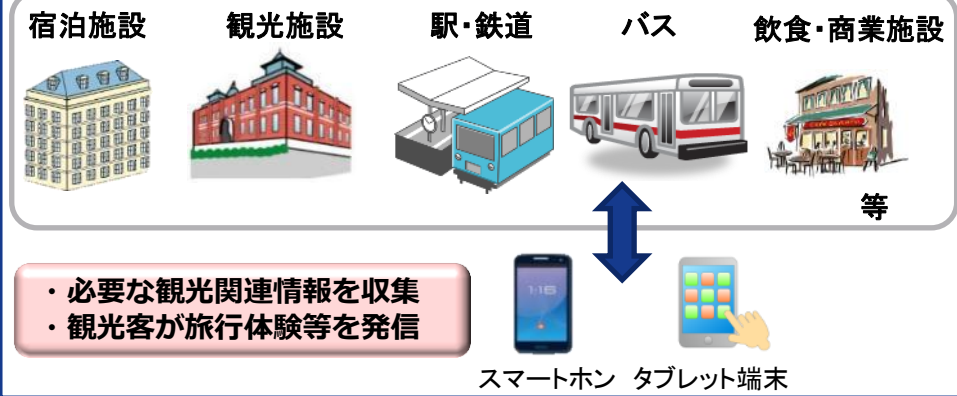 宿泊施設
観光施設
駅・鉄道
バス
飲食・商業施設
等
・必要な観光関連情報を収集
・観光客が旅行体験等を発信
1:16
スマートホン
タブレット端末